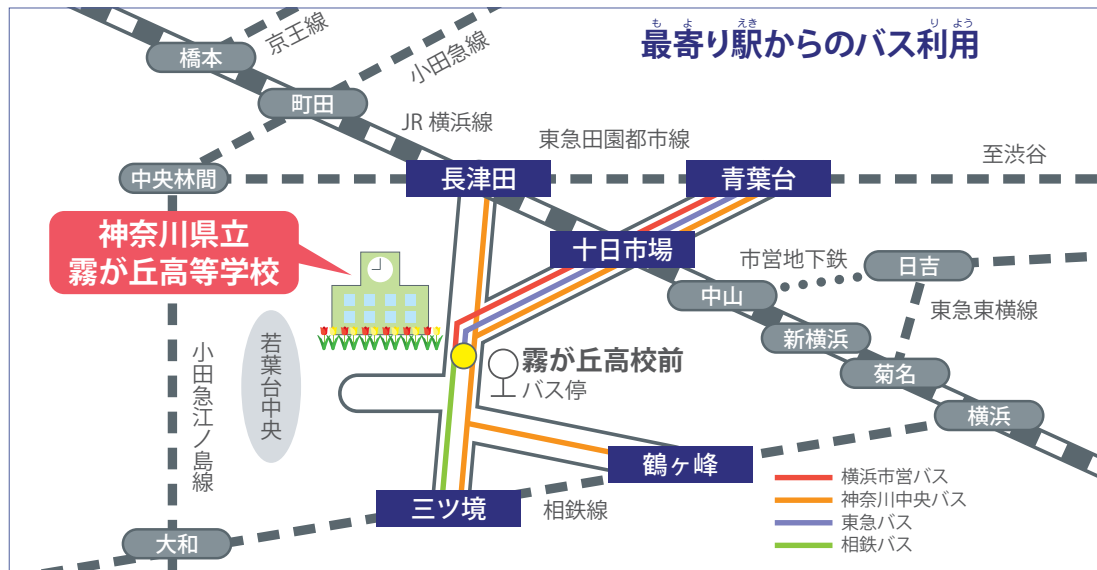 も よ えき り よう
最寄り駅からのバス利用
京王線
橋本
小田急線
町田
JR 横浜線
東急田園都市線
至渋谷
中央林間
長津田
青葉台
神奈川県立
霧が丘高等学校
十日市場
市営地下鉄
日吉
中山
東急東横線
新横浜
若葉台中央
霧が丘高校前
バス停
菊名
小田急江ノ島線
横浜
鶴ヶ峰
三ツ境
相鉄線
大和
横浜市営バス
神奈川中央バス
東急バス
相鉄バス